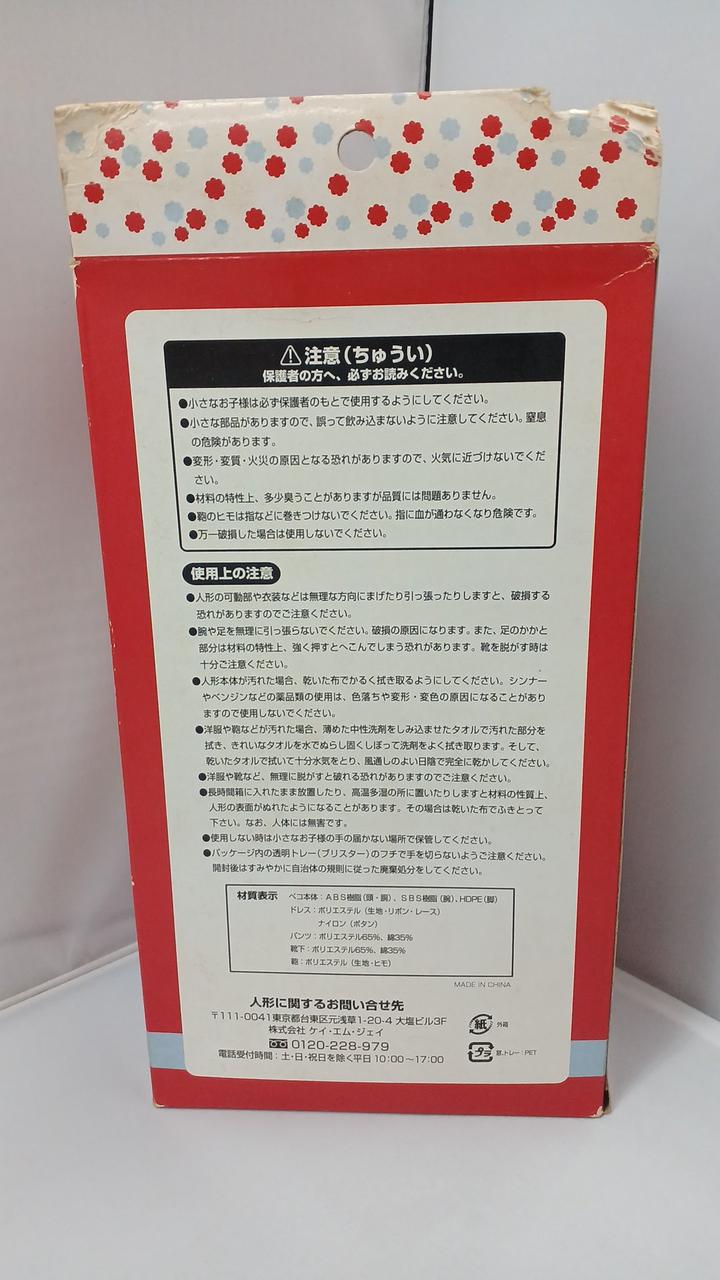 ⚠注意(ちゅうい)
保護者の方へ、必ずお読みください。
●小さなお子様は必ず保護者のもとで使用するようにしてください。
●小さな部品がありますので、誤って飲み込まないように注意してください。窒息
の危険があります。
●変形・変質・火災の原因となる恐れがありますので、火気に近づけないでくだ
さい。
●材料の特性上、多少臭うことがありますが品質には問題ありません。
●鞄のヒモは指などに巻きつけないでください。指に血が通わなくなり危険です。
●万一破損した場合は使用しないでください。
使用上の注意
●人形の可動部や衣装などは無理な方向にまげたり引っ張ったりしますと、破損する
恐れがありますのでご注意ください。
●腕や足を無理に引っ張らないでください。破損の原因になります。また、足のかかと
部分は材料の特性上、強く押すとへこんでしまう恐れがあります。靴を脱がす時は
十分ご注意ください。
●人形本体が汚れた場合、乾いた布でかるく拭き取るようにしてください。シンナー
やベンジンなどの薬品類の使用は、色落ちや変形・変色の原因になることがあり
ますので使用しないでください。
●洋服や鞄などが汚れた場合、薄めた中性洗剤をしみ込ませたタオルで汚れた部分を
拭き、きれいなタオルを水でぬらし固くしぼって洗剤をよく拭き取ります。そして、
乾いたタオルで拭いて十分水気をとり、風通しのよい日陰で完全に乾かしてください。
●洋服や靴など、無理に脱がすと破れる恐れがありますのでご注意ください。
●長時間箱に入れたまま放置したり、高温多湿の所に置いたりしますと材料の性質上、
人形の表面がぬれたようになることがあります。その場合は乾いた布でふきとって
下さい。なお、人体には無害です。
●使用しない時は小さなお子様の手の届かない場所で保管してください。
●パッケージ内の透明トレー(ブリスター)のフチで手を切らないようご注意ください。
開封後はすみやかに自治体の規則に従った廃棄処分をしてください。
材質表示 ペコ本体:ABS樹脂(頭・胴)、SBS樹脂(腕)、HDPE(脚)
ドレス:ポリエステル(生地・リボン・レース)
ナイロン(ボタン)
パンツ:ポリエステル65%、綿35%
靴下:ポリエステル65%、綿35%
鞄:ポリエステル(生地・ヒモ)
MADE IN CHINA
人形に関するお問い合せ先
〒111-0041東京都台東区元浅草1-20-4 大塩ビル3F
株式会社 ケイ・エム・ジェイ
0120-228-979
電話受付時間:土・日・祝日を除く平日10:00〜17:00
紙 外箱
プラ 窓、トレー:PET